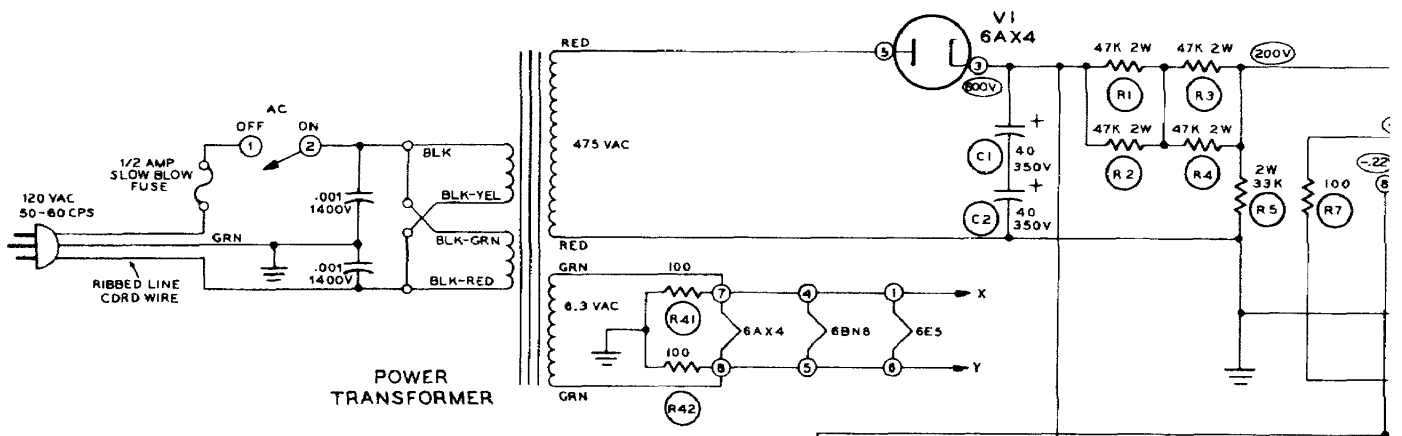 V1
6AX4
RED
5
3
600V
47K 2W
47K 2W
200V
R1
R3
47K 2W
47K 2W
R2
R4
AC
OFF
ON
1
2
1/2 AMP
SLOW BLOW
FUSE
BLK
475 VAC
+
C1
40
350V
+
C2
40
350V
2W
33K
R5
100
R7
-.22
8
120 VAC
50~60 CPS
.001
1400V
BLK-YEL
GRN
BLK-GRN
.001
1400V
BLK-RED
RIBBED LINE
CORD WIRE
RED
GRN
100
6.3 VAC
R41
7
4
1
X
6AX4
6BN8
6E5
100
8
5
6
Y
GRN
R42
POWER
TRANSFORMER